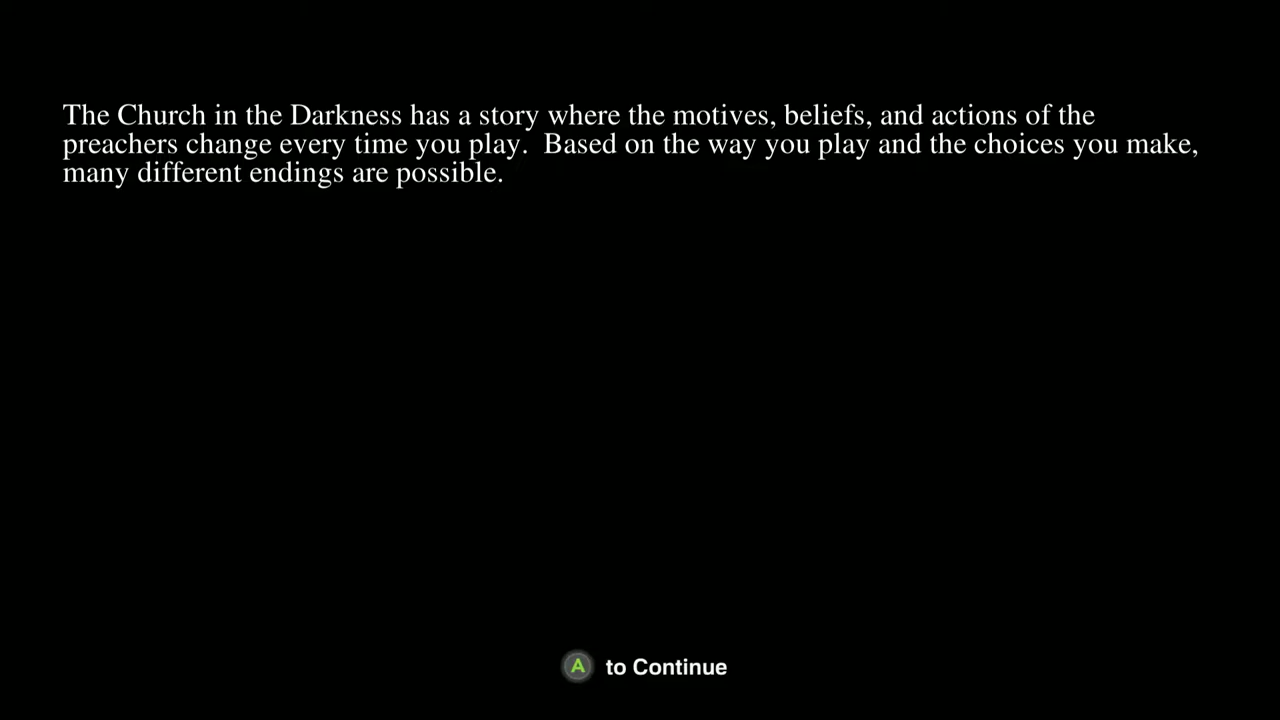 The Church in the Darkness has a story where the motives, beliefs, and actions of the
preachers change every time you play.  Based on the way you play and the choices you make,
many different endings are possible.
A to Continue